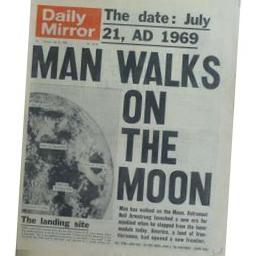 Daily
Mirror
The date: July
21, AD 1969
MAN WALKS
ON
THE
MOON
The landing site
Man has walked on the Moon. Astronaut
Neil Armstrong launched a new era for
mankind when he stepped from the lunar
module today. America, a land of fron-
tiersmen, had opened a new frontier.